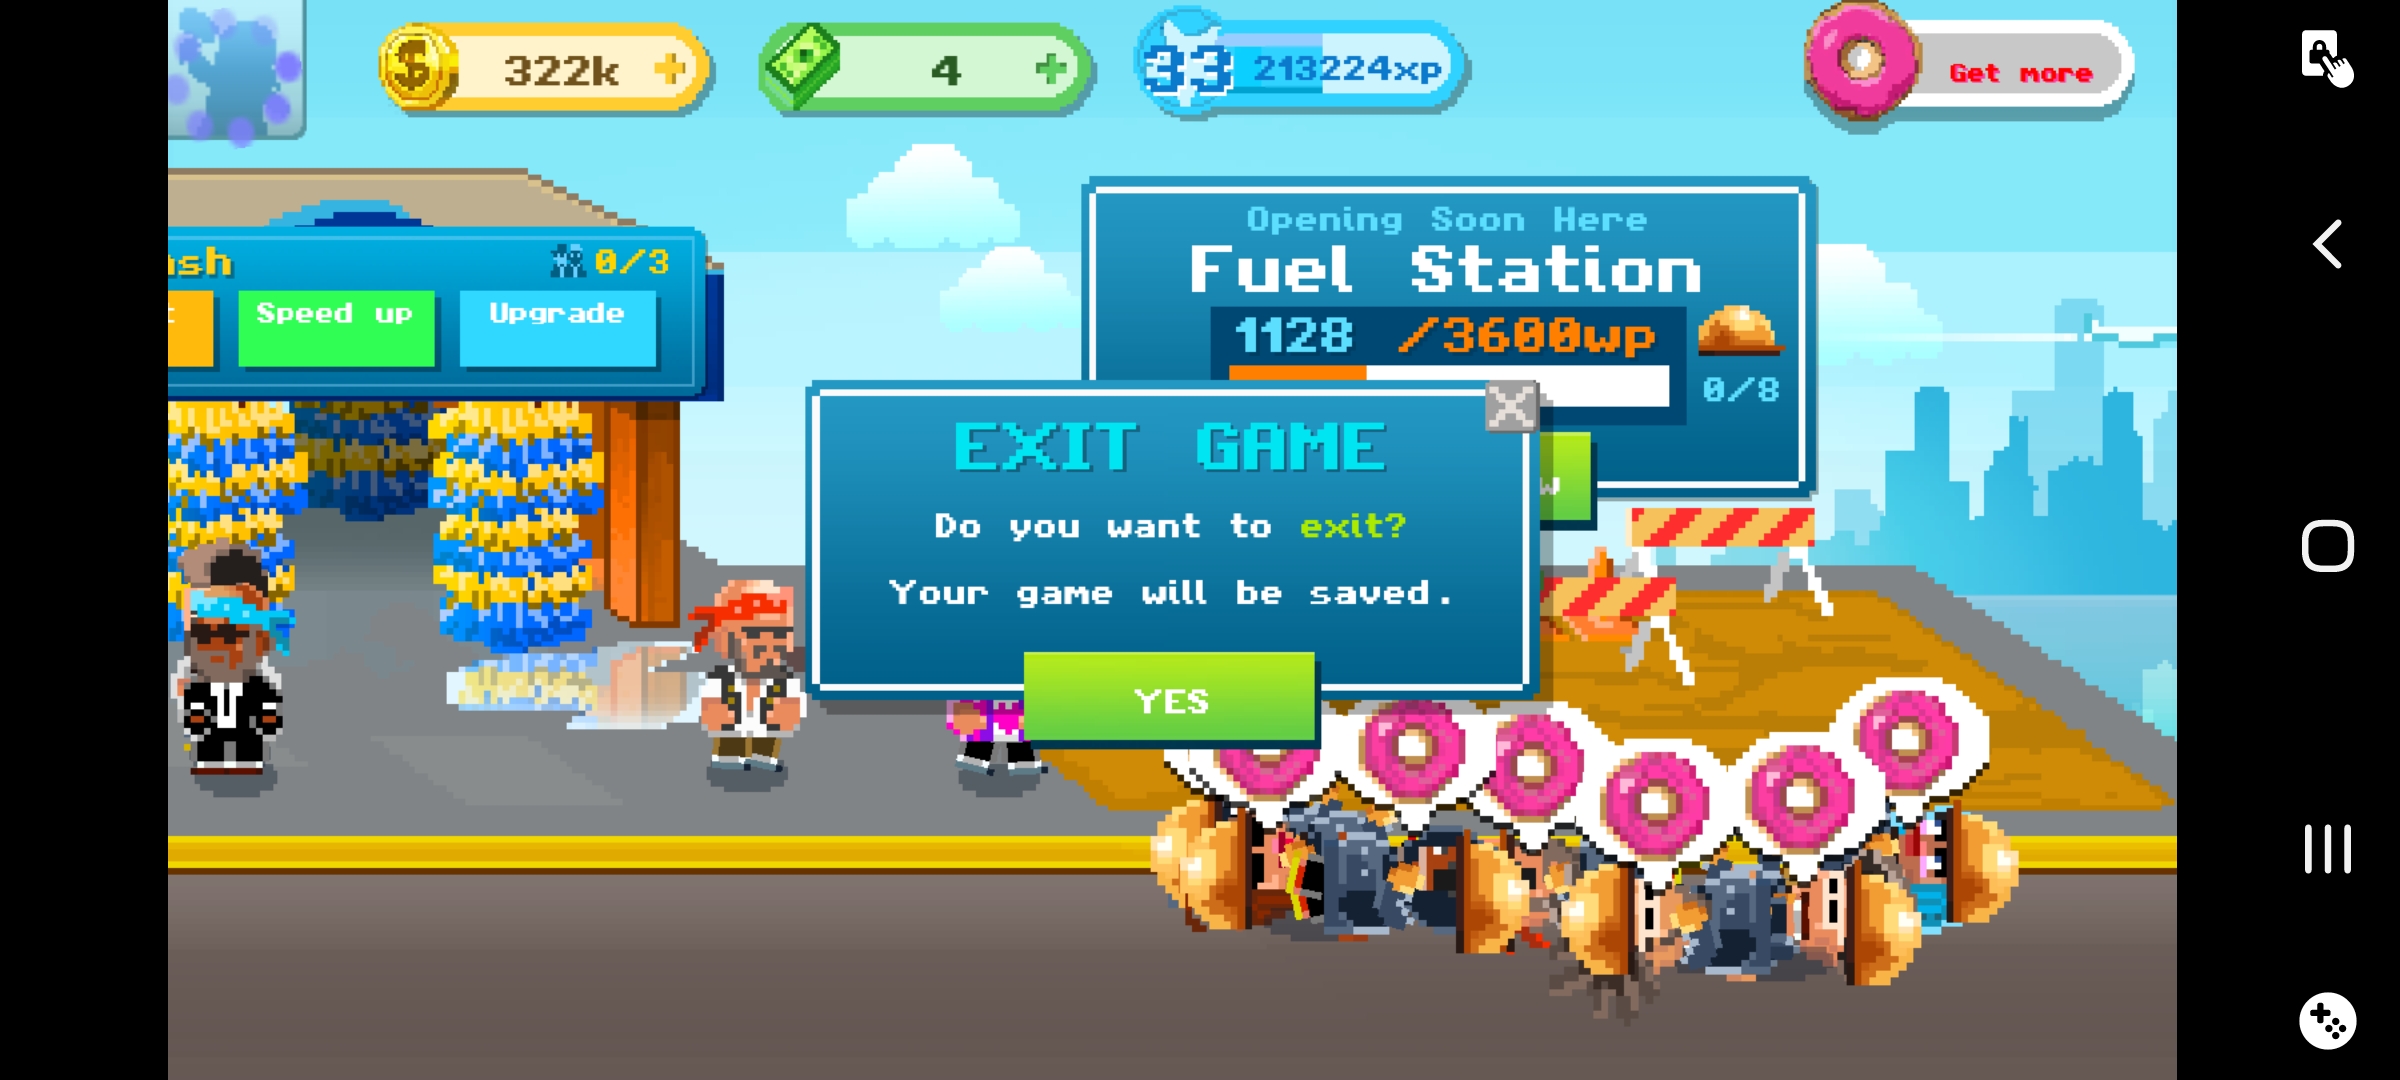 322k
4
33 213224xp
Get more
Opening Soon Here
Fuel Station
1128 /3600wp
0/8
0/3
Speed up
Upgrade
EXIT GAME
Do you want to exit?
Your game will be saved.
YES